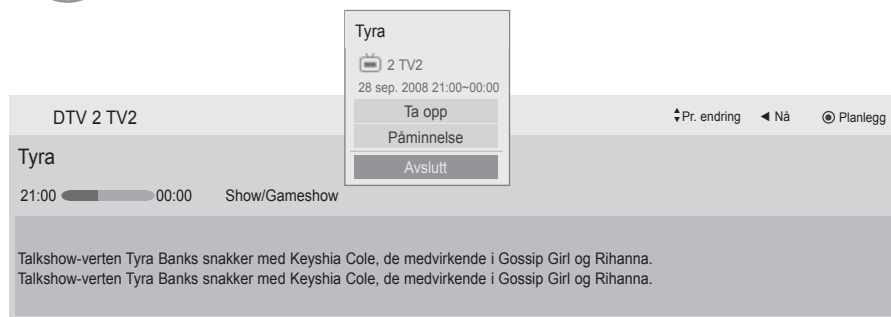 Tyra
2 TV2
28 sep. 2008 21:00~00:00
Ta opp
Påminnelse
Avslutt
DTV 2 TV2
Pr. endring ◀ Nå ◉ Planlegg
Tyra
21:00 00:00 Show/Gameshow
Talkshow-verten Tyra Banks snakker med Keyshia Cole, de medvirkende i Gossip Girl og Rihanna.
Talkshow-verten Tyra Banks snakker med Keyshia Cole, de medvirkende i Gossip Girl og Rihanna.